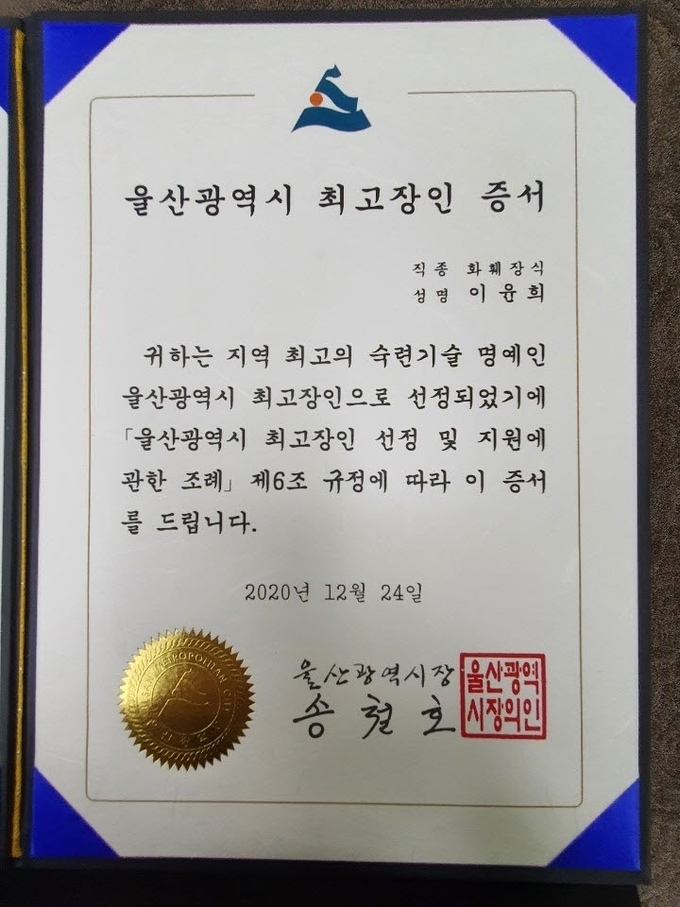 울산광역시 최고장인 증서
직종 화훼장식
성명 이윤희
귀하는 지역 최고의 숙련기술 명예인
울산광역시 최고장인으로 선정되었기에
「울산광역시 최고장인 선정 및 지원에
관한 조례」 제6조 규정에 따라 이 증서
를 드립니다.
2020년 12월 24일
울산광역시장
송철호
울산광역
시장의인
METROPOLITAN CITY